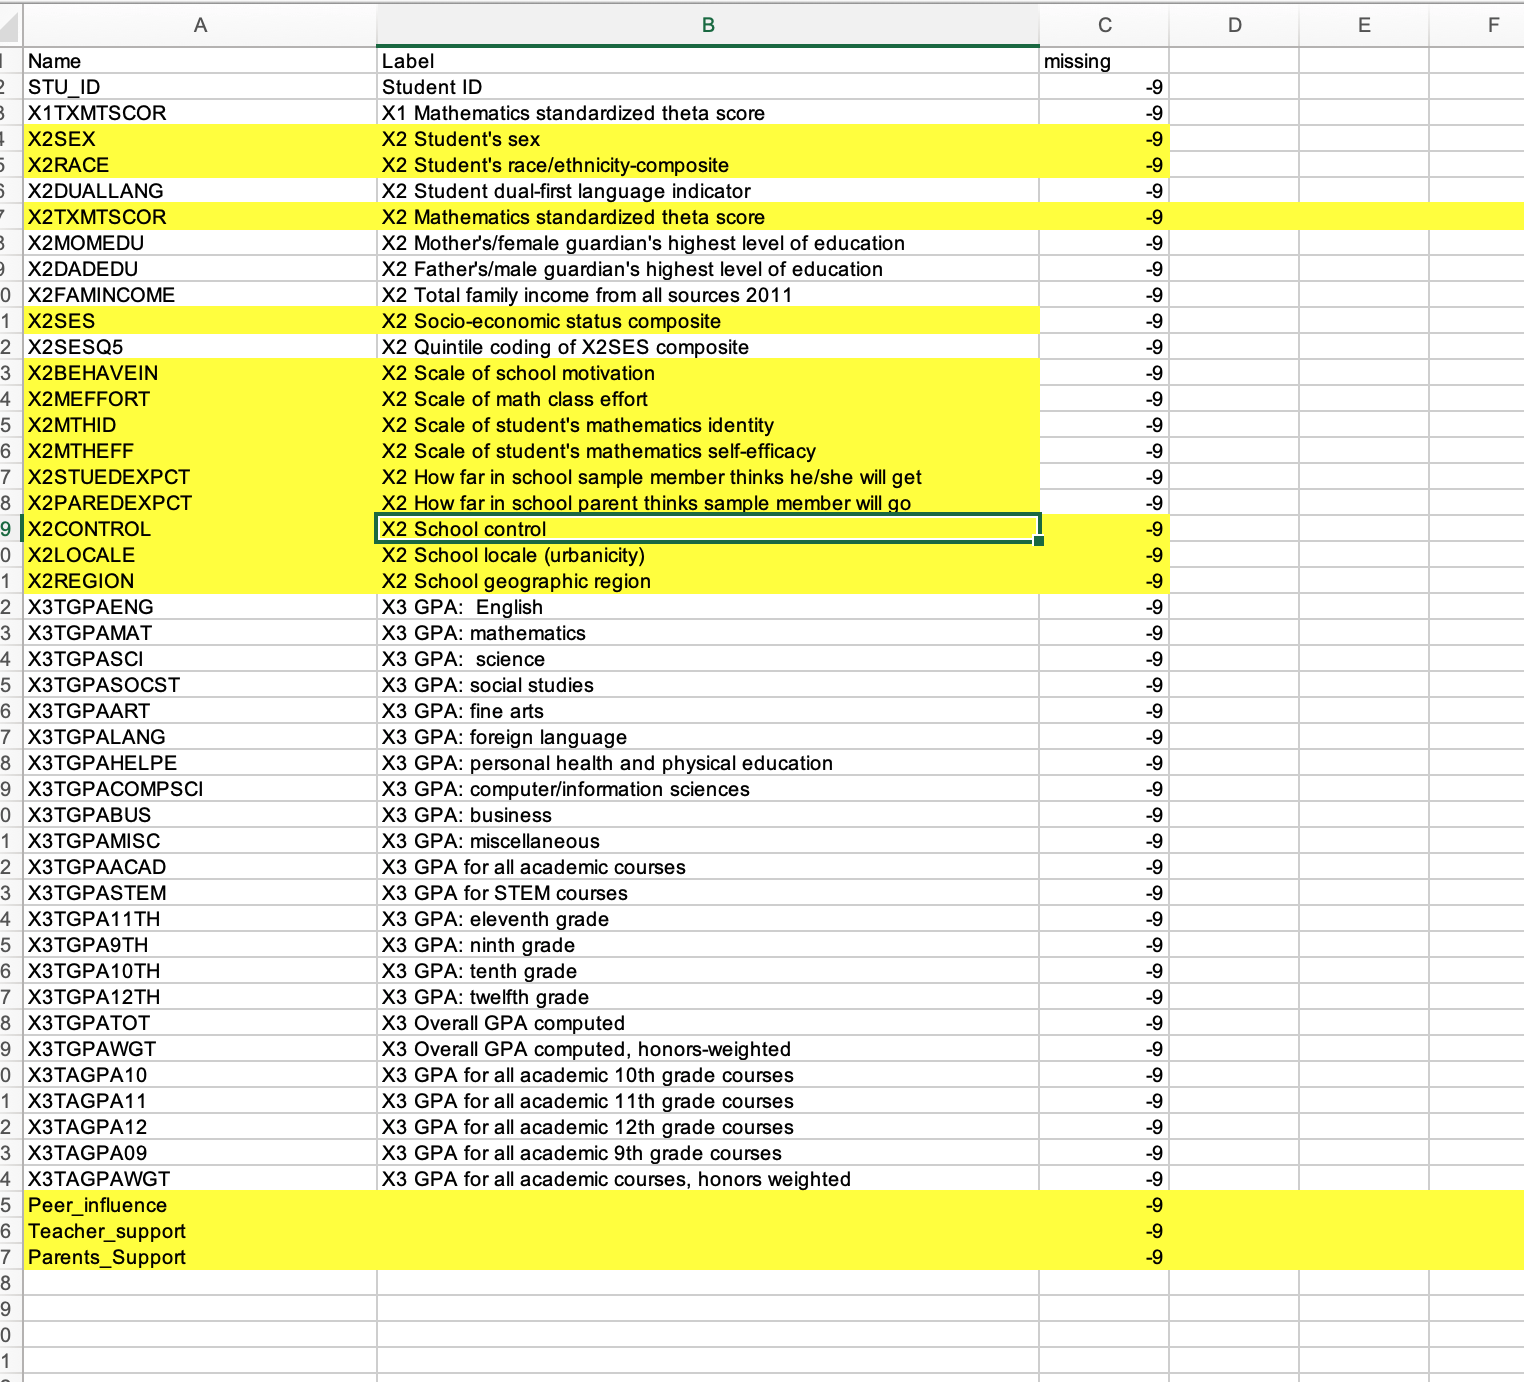 A B C D E F
Name Label missing
2 STU_ID Student ID -9
3 X1TXMTSCOR X1 Mathematics standardized theta score -9
4 X2SEX X2 Student's sex -9
5 X2RACE X2 Student's race/ethnicity-composite -9
6 X2DUALLANG X2 Student dual-first language indicator -9
7 X2TXMTSCOR X2 Mathematics standardized theta score -9
8 X2MOMEDU X2 Mother's/female guardian's highest level of education -9
9 X2DADEDU X2 Father's/male guardian's highest level of education -9
0 X2FAMINCOME X2 Total family income from all sources 2011 -9
1 X2SES X2 Socio-economic status composite -9
2 X2SESQ5 X2 Quintile coding of X2SES composite -9
3 X2BEHAVEIN X2 Scale of school motivation -9
4 X2MEFFORT X2 Scale of math class effort -9
5 X2MTHID X2 Scale of student's mathematics identity -9
6 X2MTHEFF X2 Scale of student's mathematics self-efficacy -9
7 X2STUEDEXPCT X2 How far in school sample member thinks he/she will get -9
8 X2PAREDEXPCT X2 How far in school parent thinks sample member will go -9
9 X2CONTROL X2 School control -9
0 X2LOCALE X2 School locale (urbanicity) -9
1 X2REGION X2 School geographic region -9
2 X3TGPAENG X3 GPA:  English -9
3 X3TGPAMAT X3 GPA: mathematics -9
4 X3TGPASCI X3 GPA:  science -9
5 X3TGPASOCST X3 GPA: social studies -9
6 X3TGPAART X3 GPA: fine arts -9
7 X3TGPALANG X3 GPA: foreign language -9
8 X3TGPAHELPE X3 GPA: personal health and physical education -9
9 X3TGPACOMPSCI X3 GPA: computer/information sciences -9
0 X3TGPABUS X3 GPA: business -9
1 X3TGPAMISC X3 GPA: miscellaneous -9
2 X3TGPAACAD X3 GPA for all academic courses -9
3 X3TGPASTEM X3 GPA for STEM courses -9
4 X3TGPA11TH X3 GPA: eleventh grade -9
5 X3TGPA9TH X3 GPA: ninth grade -9
6 X3TGPA10TH X3 GPA: tenth grade -9
7 X3TGPA12TH X3 GPA: twelfth grade -9
8 X3TGPATOT X3 Overall GPA computed -9
9 X3TGPAWGT X3 Overall GPA computed, honors-weighted -9
0 X3TAGPA10 X3 GPA for all academic 10th grade courses -9
1 X3TAGPA11 X3 GPA for all academic 11th grade courses -9
2 X3TAGPA12 X3 GPA for all academic 12th grade courses -9
3 X3TAGPA09 X3 GPA for all academic 9th grade courses -9
4 X3TAGPAWGT X3 GPA for all academic courses, honors weighted -9
5 Peer_influence -9
6 Teacher_support -9
7 Parents_Support -9
8
9
0
1